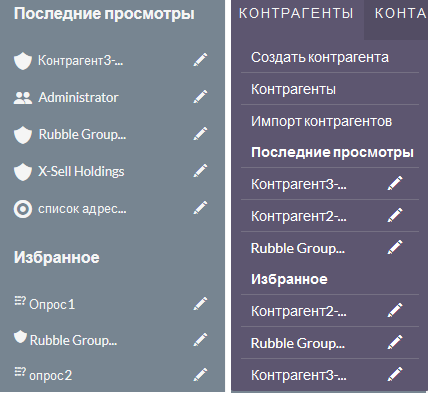 Последние просмотры
Контрагент3-...
Administrator
Rubble Group...
X-Sell Holdings
список адрес...
Избранное
Опрос1
Rubble Group...
опрос2
КОНТРАГЕНТЫ КОНТА
Создать контрагента
Контрагенты
Импорт контрагентов
Последние просмотры
Контрагент3-...
Контрагент2-...
Rubble Group...
Избранное
Контрагент2-...
Rubble Group...
Контрагент3-...